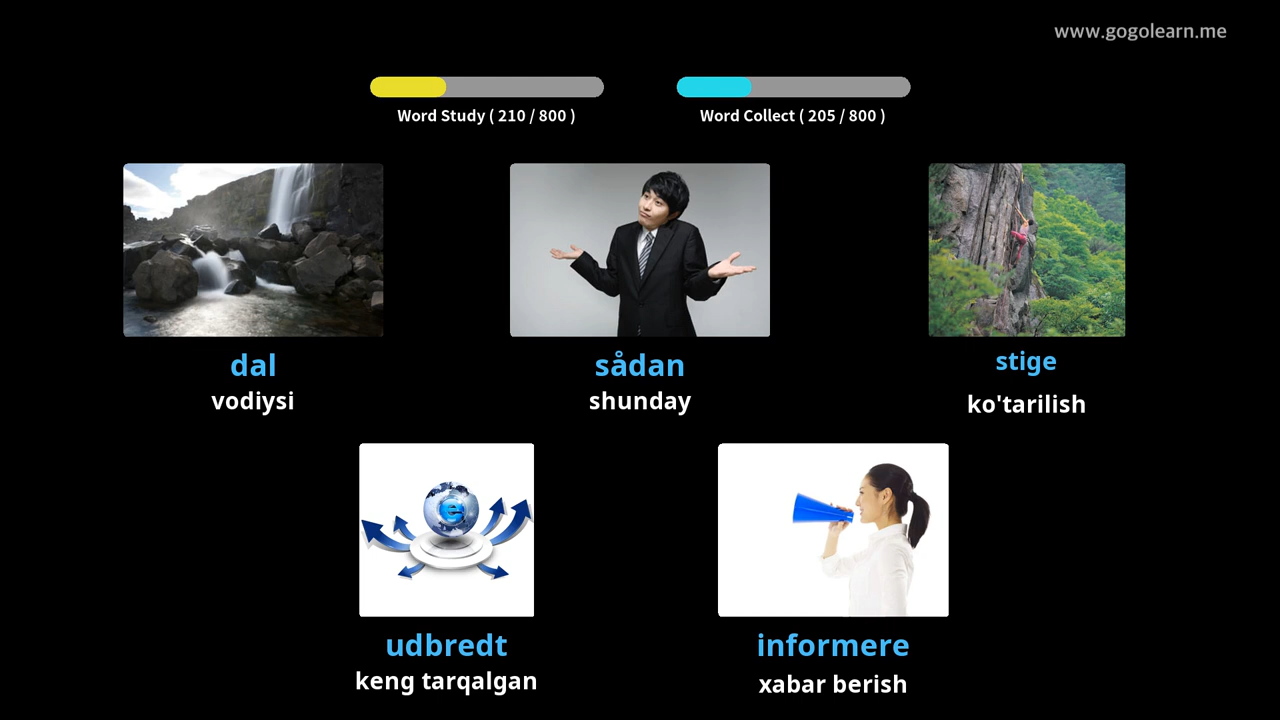 www.gogolearn.me
Word Study ( 210 / 800 )
Word Collect ( 205 / 800 )
dal
vodiysi
sådan
shunday
stige
ko'tarilish
e
udbredt
keng tarqalgan
informere
xabar berish